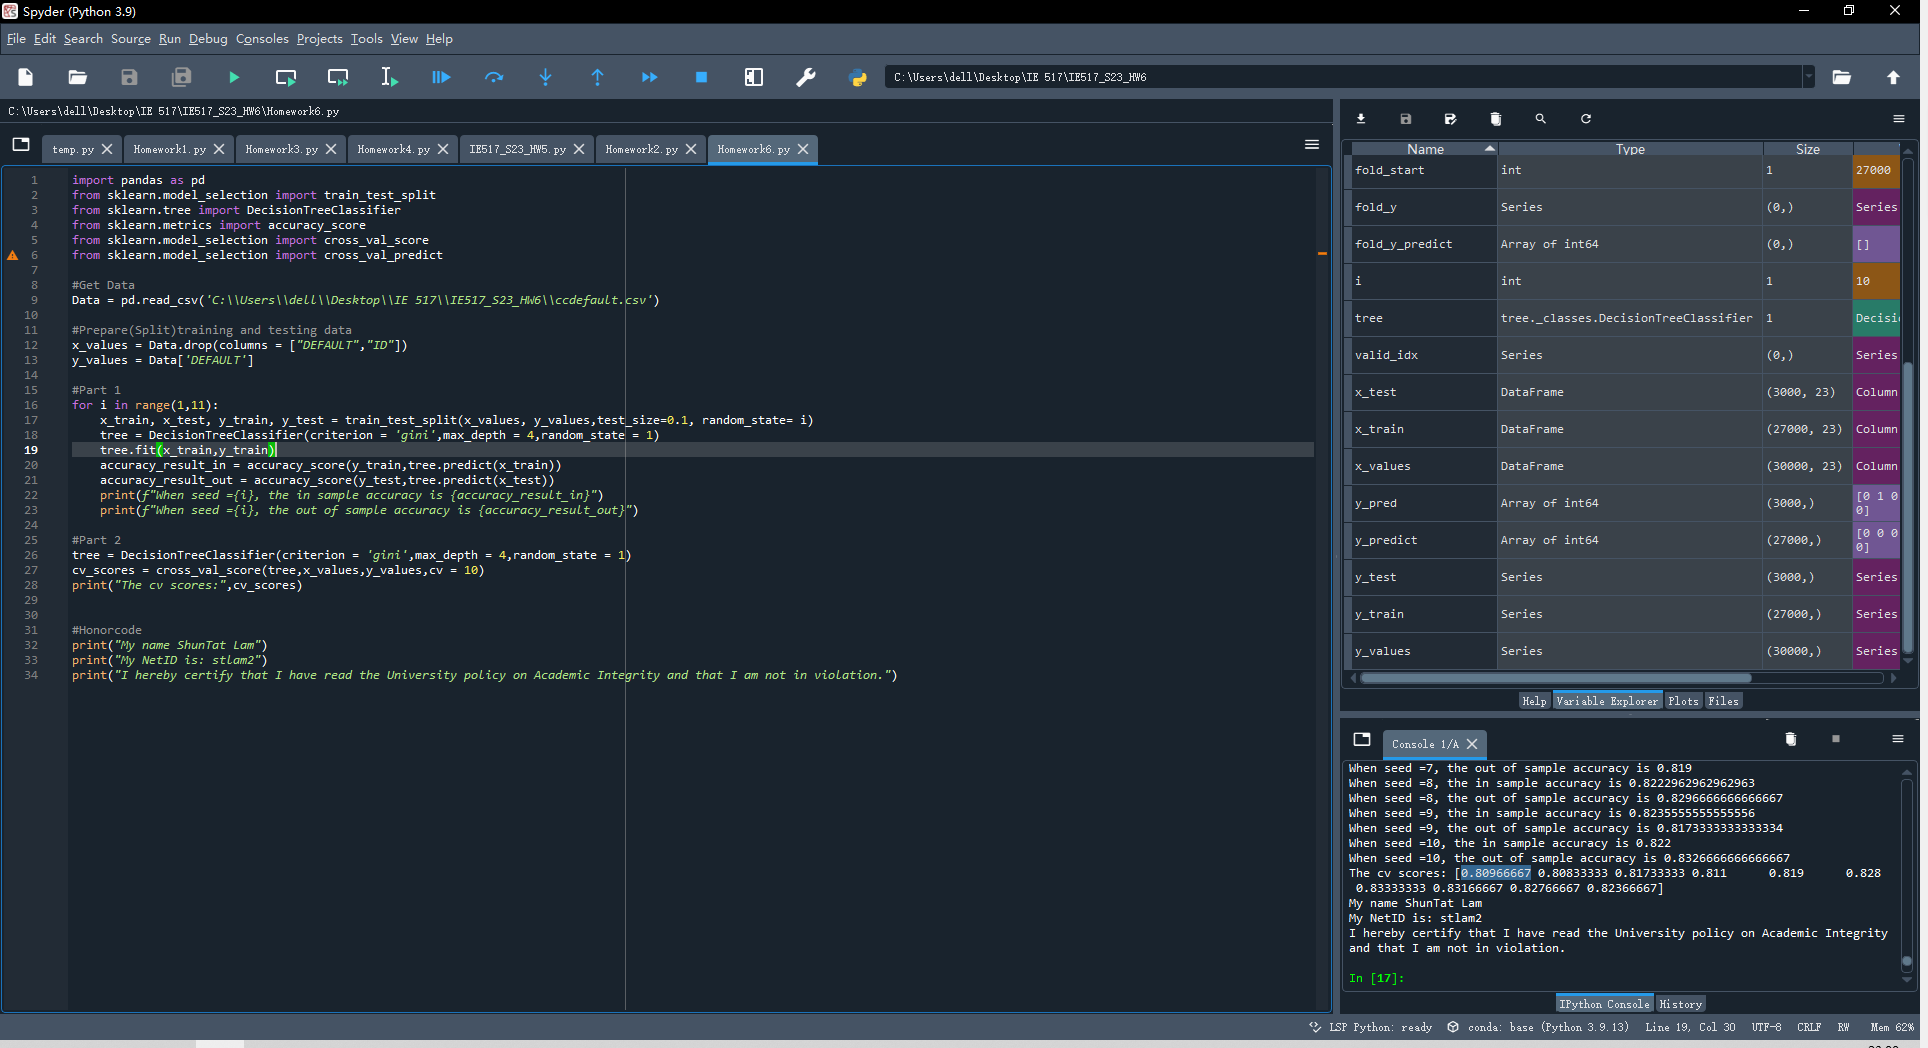 Spyder (Python 3.9)
File Edit Search Source Run Debug Consoles Projects Tools View Help
C:\Users\dell\Desktop\IE 517\IE517_S23_HW6
C:\Users\dell\Desktop\IE 517\IE517_S23_HW6\Homework6.py
temp.py Homework1.py Homework3.py Homework4.py IE517_S23_HW5.py Homework2.py Homework6.py
1 import pandas as pd
2 from sklearn.model_selection import train_test_split
3 from sklearn.tree import DecisionTreeClassifier
4 from sklearn.metrics import accuracy_score
5 from sklearn.model_selection import cross_val_score
6 from sklearn.model_selection import cross_val_predict
7
8 #Get Data
9 Data = pd.read_csv('C:\\Users\\dell\\Desktop\\IE 517\\IE517_S23_HW6\\ccdefault.csv')
10
11 #Prepare(Split)training and testing data
12 x_values = Data.drop(columns = ["DEFAULT","ID"])
13 y_values = Data['DEFAULT']
14
15 #Part 1
16 for i in range(1,11):
17 x_train, x_test, y_train, y_test = train_test_split(x_values, y_values,test_size=0.1, random_state= i)
18 tree = DecisionTreeClassifier(criterion = 'gini',max_depth = 4,random_state = 1)
19 tree.fit(x_train,y_train)
20 accuracy_result_in = accuracy_score(y_train,tree.predict(x_train))
21 accuracy_result_out = accuracy_score(y_test,tree.predict(x_test))
22 print(f"When seed ={i}, the in sample accuracy is {accuracy_result_in}")
23 print(f"When seed ={i}, the out of sample accuracy is {accuracy_result_out}")
24
25 #Part 2
26 tree = DecisionTreeClassifier(criterion = 'gini',max_depth = 4,random_state = 1)
27 cv_scores = cross_val_score(tree,x_values,y_values,cv = 10)
28 print("The cv scores:",cv_scores)
29
30
31 #Honorcode
32 print("My name ShunTat Lam")
33 print("My NetID is: stlam2")
34 print("I hereby certify that I have read the University policy on Academic Integrity and that I am not in violation.")
Name Type Size
fold_start int 1 27000
fold_y Series (0,) Series
fold_y_predict Array of int64 (0,) []
i int 1 10
tree tree._classes.DecisionTreeClassifier 1 Decisi
valid_idx Series (0,) Series
x_test DataFrame (3000, 23) Column
x_train DataFrame (27000, 23) Column
x_values DataFrame (30000, 23) Column
y_pred Array of int64 (3000,) [0 1 0
0]
y_predict Array of int64 (27000,) [0 0 0
0]
y_test Series (3000,) Series
y_train Series (27000,) Series
y_values Series (30000,) Series
Help Variable Explorer Plots Files
Console 1/A
When seed =7, the out of sample accuracy is 0.819
When seed =8, the in sample accuracy is 0.8222962962962963
When seed =8, the out of sample accuracy is 0.8296666666666667
When seed =9, the in sample accuracy is 0.8235555555555556
When seed =9, the out of sample accuracy is 0.8173333333333334
When seed =10, the in sample accuracy is 0.822
When seed =10, the out of sample accuracy is 0.8326666666666667
The cv scores: [0.80966667 0.80833333 0.81733333 0.811 0.819 0.828
0.83333333 0.83166667 0.82766667 0.82366667]
My name ShunTat Lam
My NetID is: stlam2
I hereby certify that I have read the University policy on Academic Integrity
and that I am not in violation.
In [17]:
IPython Console History
LSP Python: ready conda: base (Python 3.9.13) Line 19, Col 30 UTF-8 CRLF RW Mem 62%